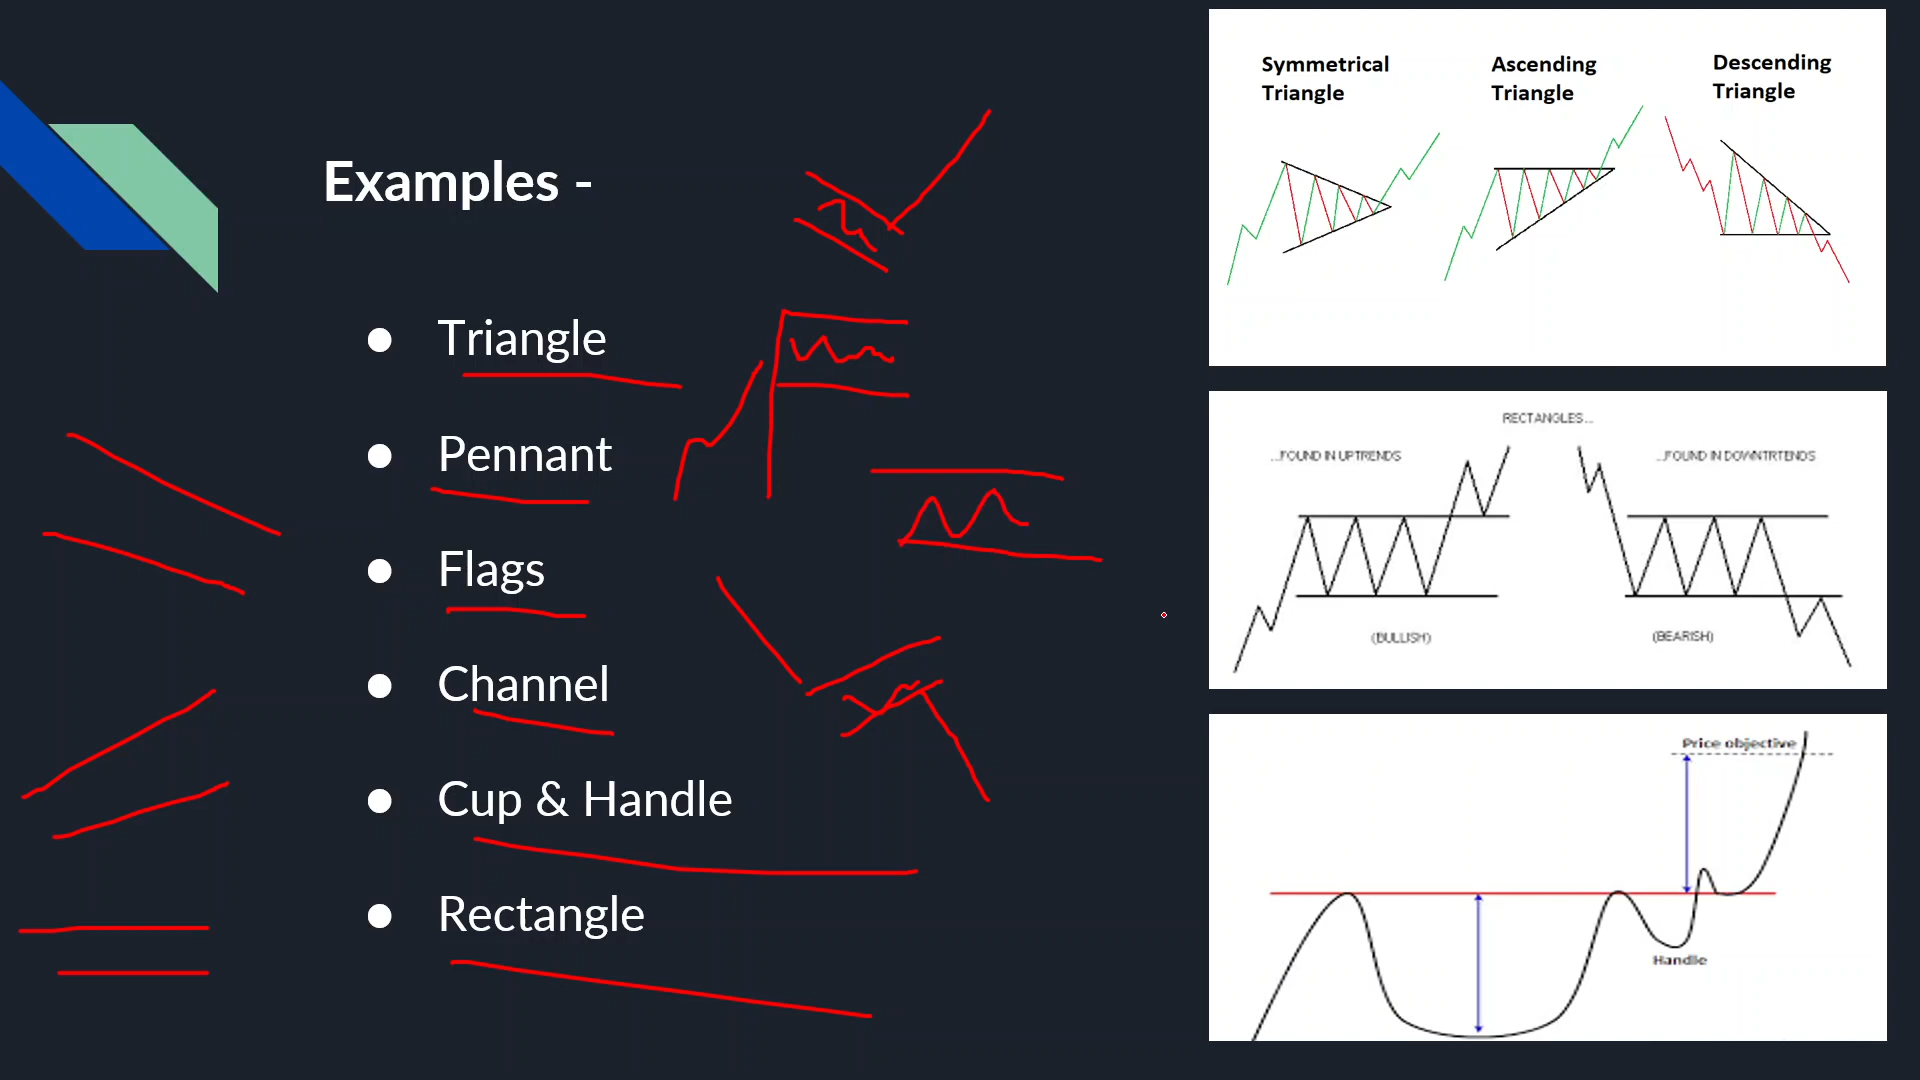 Examples -
● Triangle
● Pennant
● Flags
● Channel
● Cup & Handle
● Rectangle
Symmetrical
Triangle
Ascending
Triangle
Descending
Triangle
RECTANGLES...
...FOUND IN UPTRENDS
...FOUND IN DOWNTRTENDS
(BULLISH)
(BEARISH)
Price objective
Handle